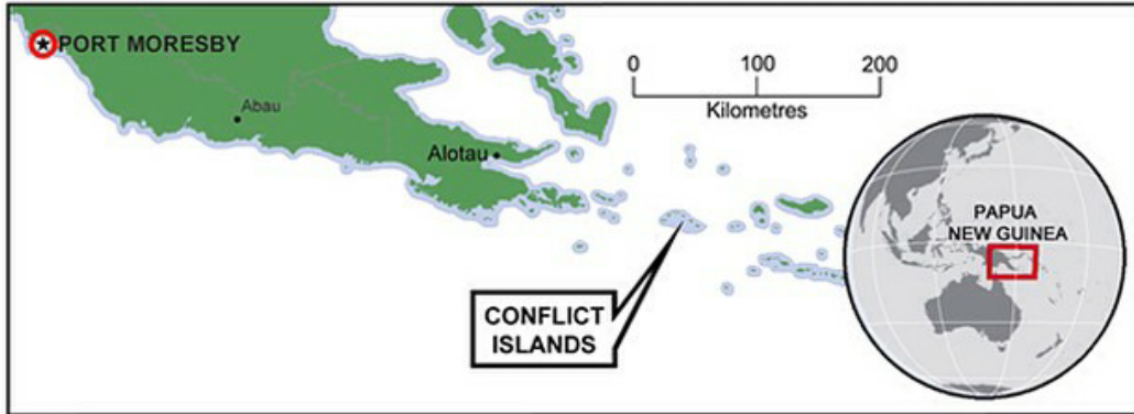 PORT MORESBY
Abau
Alotau
0 100 200
Kilometres
CONFLICT
ISLANDS
PAPUA
NEW GUINEA